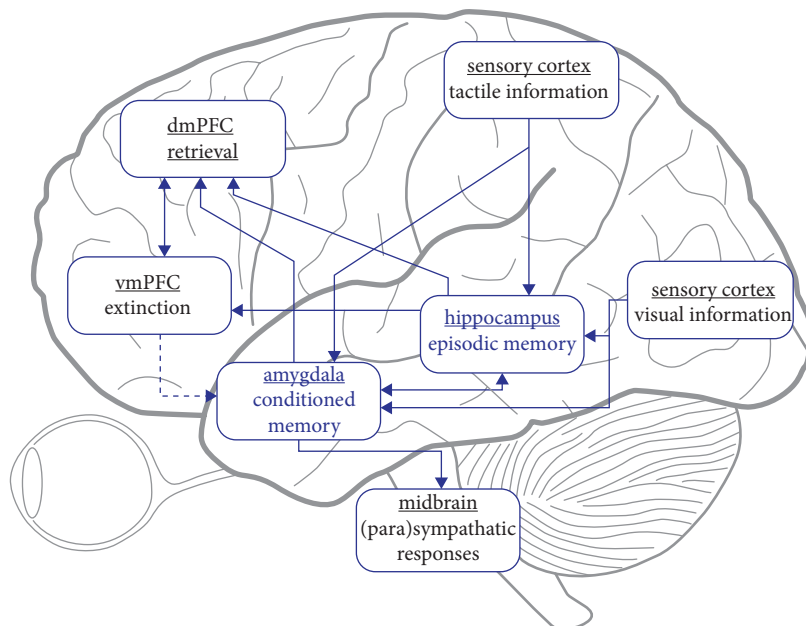 sensory cortex
tactile information
dmPFC
retrieval
vmPFC
extinction
sensory cortex
visual information
hippocampus
episodic memory
amygdala
conditioned
memory
midbrain
(para)sympathatic
responses